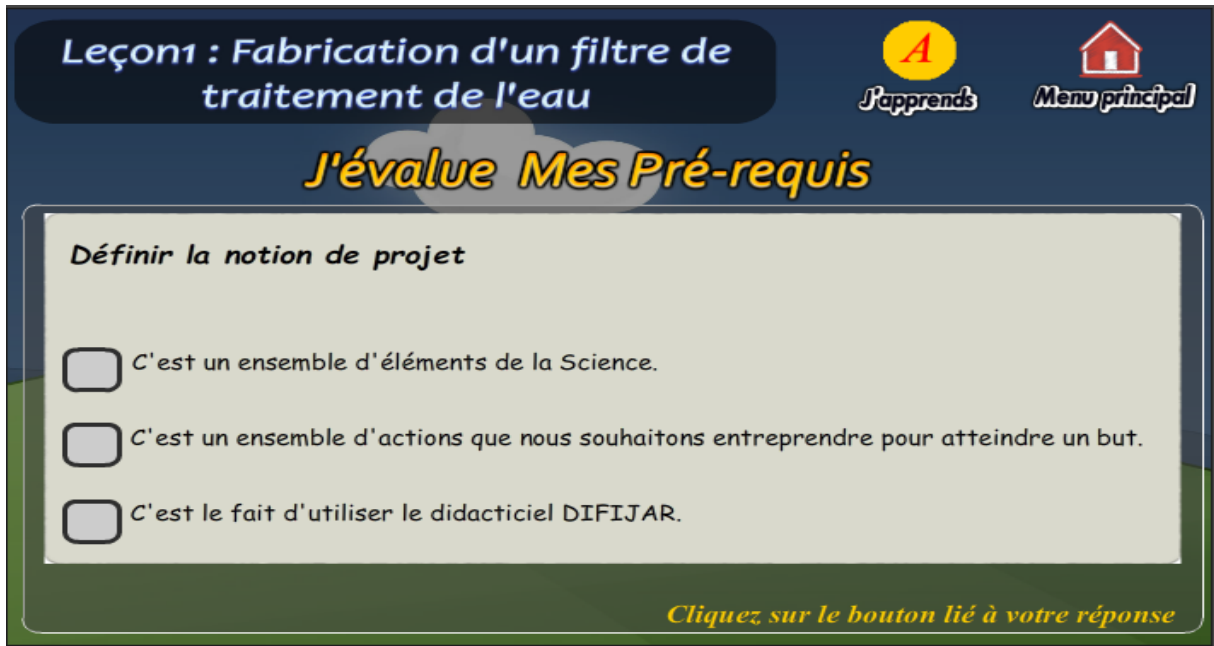 Leçon1 : Fabrication d'un filtre de
traitement de l'eau
A
J'apprends
Menu principal
J'évalue Mes Pré-requis
Définir la notion de projet
C'est un ensemble d'éléments de la Science.
C'est un ensemble d'actions que nous souhaitons entreprendre pour atteindre un but.
C'est le fait d'utiliser le didacticiel DIFIJAR.
Cliquez sur le bouton lié à votre réponse